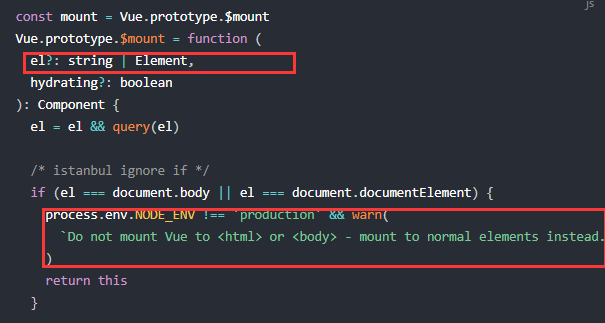 js
const mount = Vue.prototype.$mount
Vue.prototype.$mount = function (
  el?: string | Element,
  hydrating?: boolean
): Component {
  el = el && query(el)

  /* istanbul ignore if */
  if (el === document.body || el === document.documentElement) {
    process.env.NODE_ENV !== 'production' && warn(
      `Do not mount Vue to <html> or <body> - mount to normal elements instead.
    )
    return this
  }